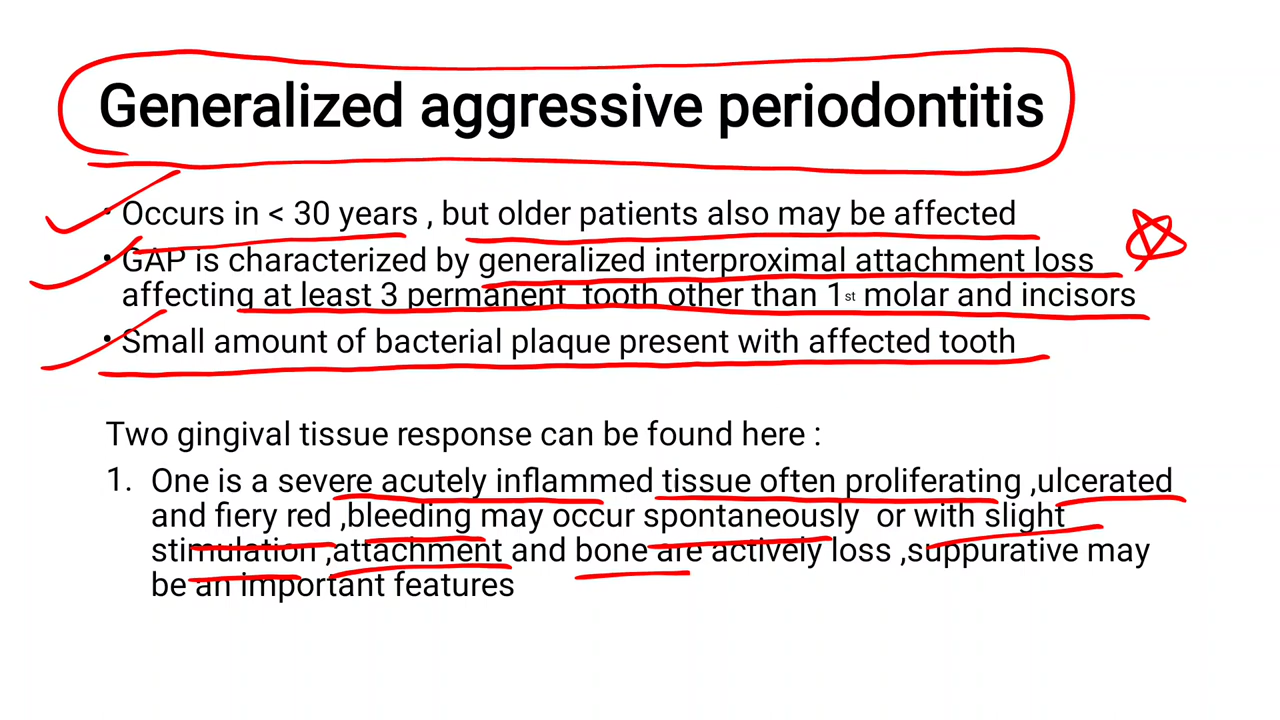 Generalized aggressive periodontitis
• Occurs in < 30 years , but older patients also may be affected
• GAP is characterized by generalized interproximal attachment loss
affecting at least 3 permanent tooth other than 1st molar and incisors
• Small amount of bacterial plaque present with affected tooth
Two gingival tissue response can be found here :
1. One is a severe acutely inflammed tissue often proliferating ,ulcerated
and fiery red ,bleeding may occur spontaneously or with slight
stimulation ,attachment and bone are actively loss ,suppurative may
be an important features